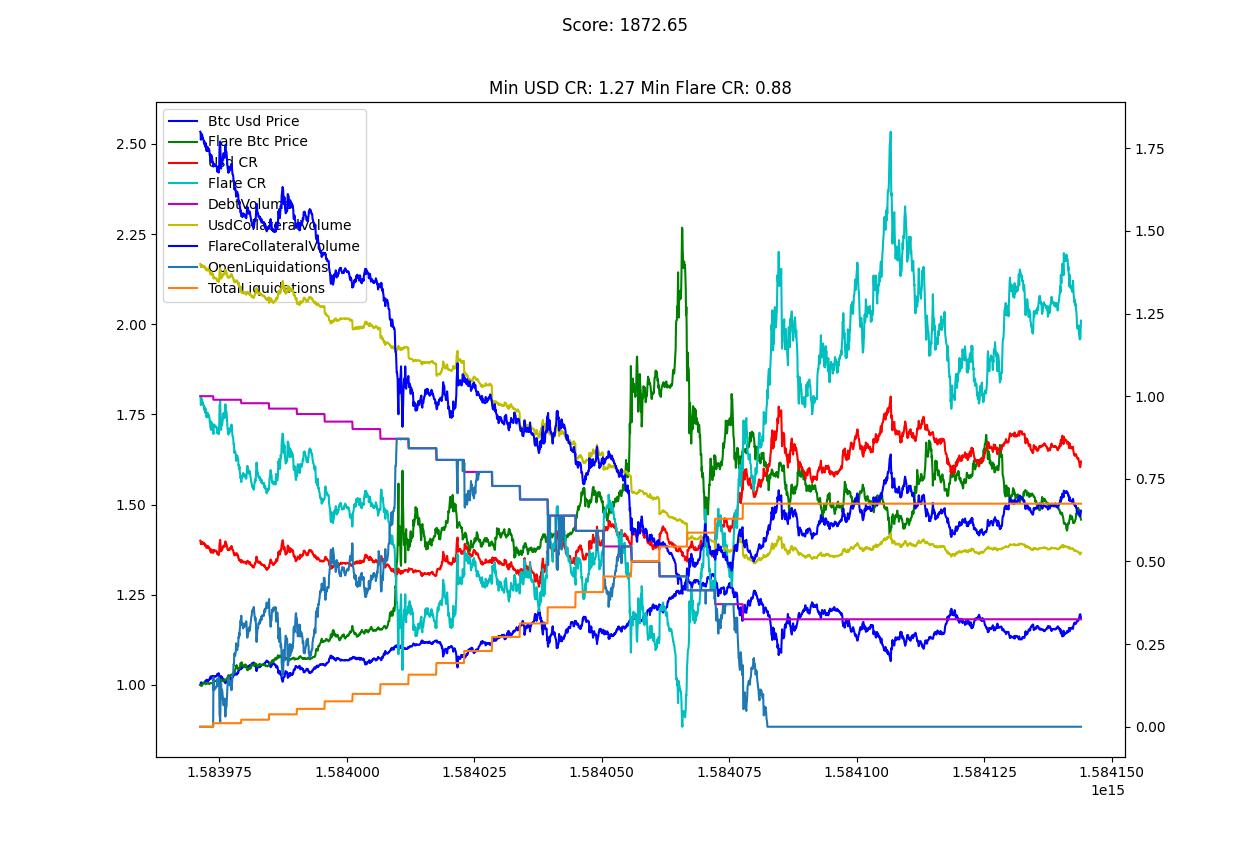 Score: 1872.65
Min USD CR: 1.27 Min Flare CR: 0.88
Btc Usd Price
Flare Btc Price
Usd CR
Flare CR
DebtVolume
UsdCollateralVolume
FlareCollateralVolume
OpenLiquidations
TotalLiquidations
2.50
2.25
2.00
1.75
1.50
1.25
1.00
1.75
1.50
1.25
1.00
0.75
0.50
0.25
0.00
1.583975
1.584000
1.584025
1.584050
1.584075
1.584100
1.584125
1.584150
1e15